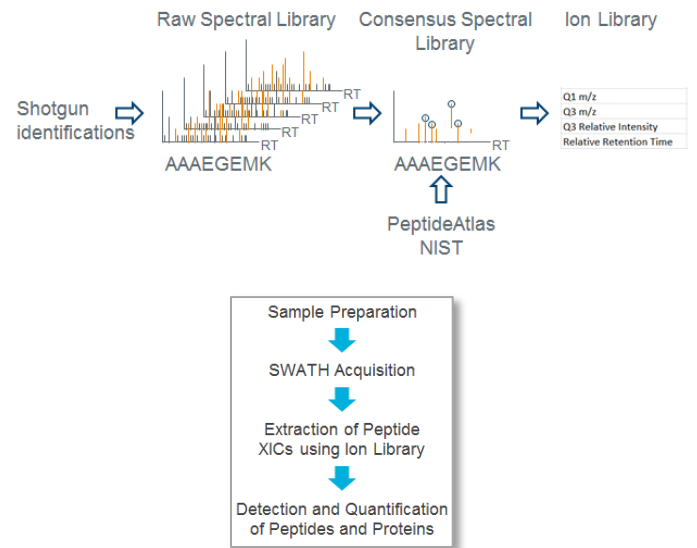 Raw Spectral Library
Consensus Spectral
Library
Ion Library
Shotgun
identifications
RT
RT
RT
RT
RT
AAAEGEMK
RT
AAAEGEMK
PeptideAtlas
NIST
Q1 m/z
Q3 m/z
Q3 Relative Intensity
Relative Retention Time
Sample Preparation
SWATH Acquisition
Extraction of Peptide
XICs using Ion Library
Detection and Quantification
of Peptides and Proteins